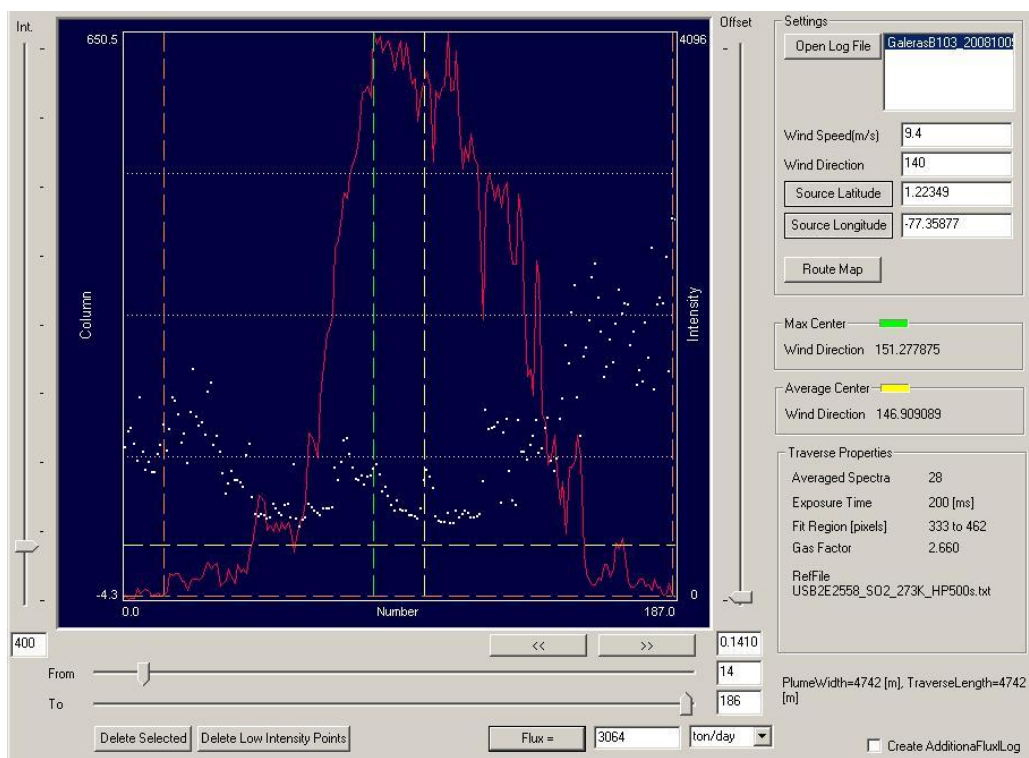 Int.
Offset
650.5
4096
Column
Intensity
-4.3
0
0.0
Number
187.0
400
<<
>>
0.1410
From
14
To
186
Delete Selected
Delete Low Intensity Points
Flux =
3064
ton/day
Settings
Open Log File
GalerasB103_20081009
Wind Speed(m/s)
9.4
Wind Direction
140
Source Latitude
1.22349
Source Longitude
-77.35877
Route Map
Max Center
Wind Direction 151.277875
Average Center
Wind Direction 146.909089
Traverse Properties
Averaged Spectra 28
Exposure Time 200 [ms]
Fit Region [pixels] 333 to 462
Gas Factor 2.660
RefFile
USB2E2558_SO2_273K_HP500s.txt
PlumeWidth=4742 [m], TraverseLength=4742
[m]
Create AdditionaFluxlLog